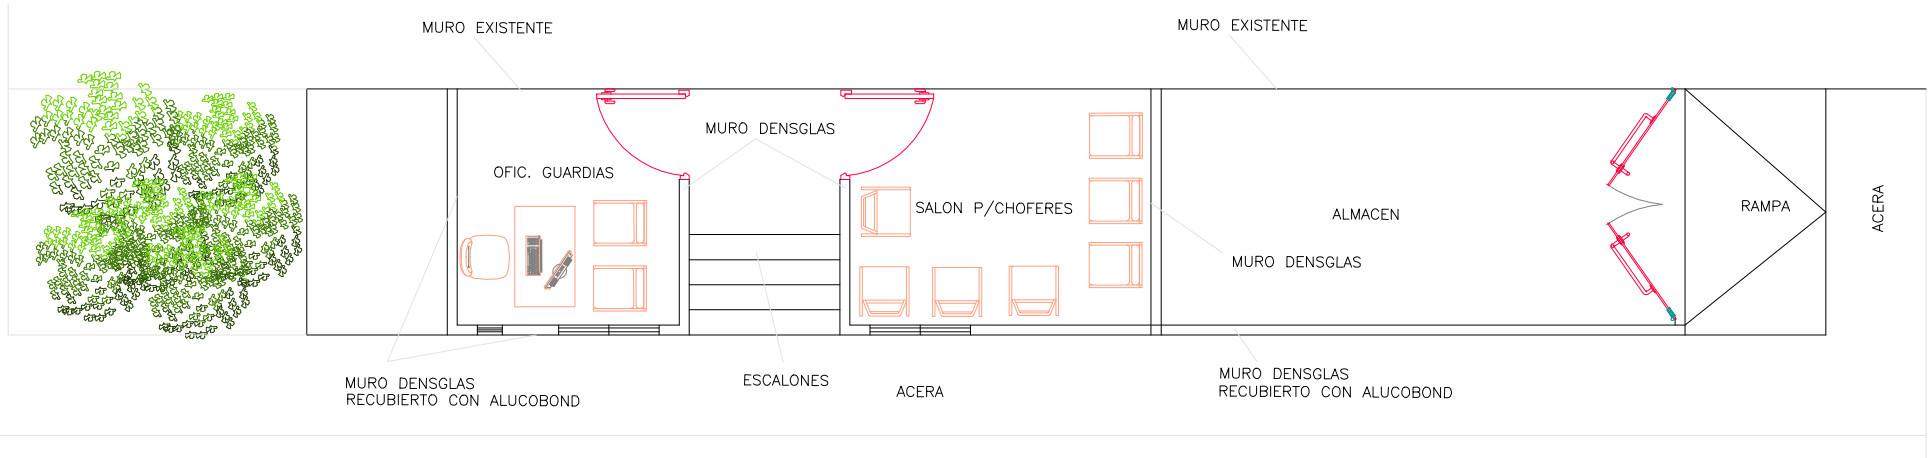 MURO EXISTENTE
MURO EXISTENTE
MURO DENSGLAS
OFIC. GUARDIAS
SALON P/CHOFERES
ALMACEN
RAMPA
ACERA
MURO DENSGLAS
ESCALONES
ACERA
MURO DENSGLAS
RECUBIERTO CON ALUCOBOND
MURO DENSGLAS
RECUBIERTO CON ALUCOBOND